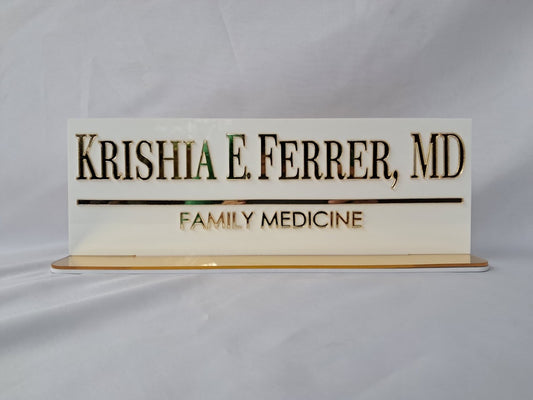 KRISHIA E. FERRER, MD
FAMILY MEDICINE